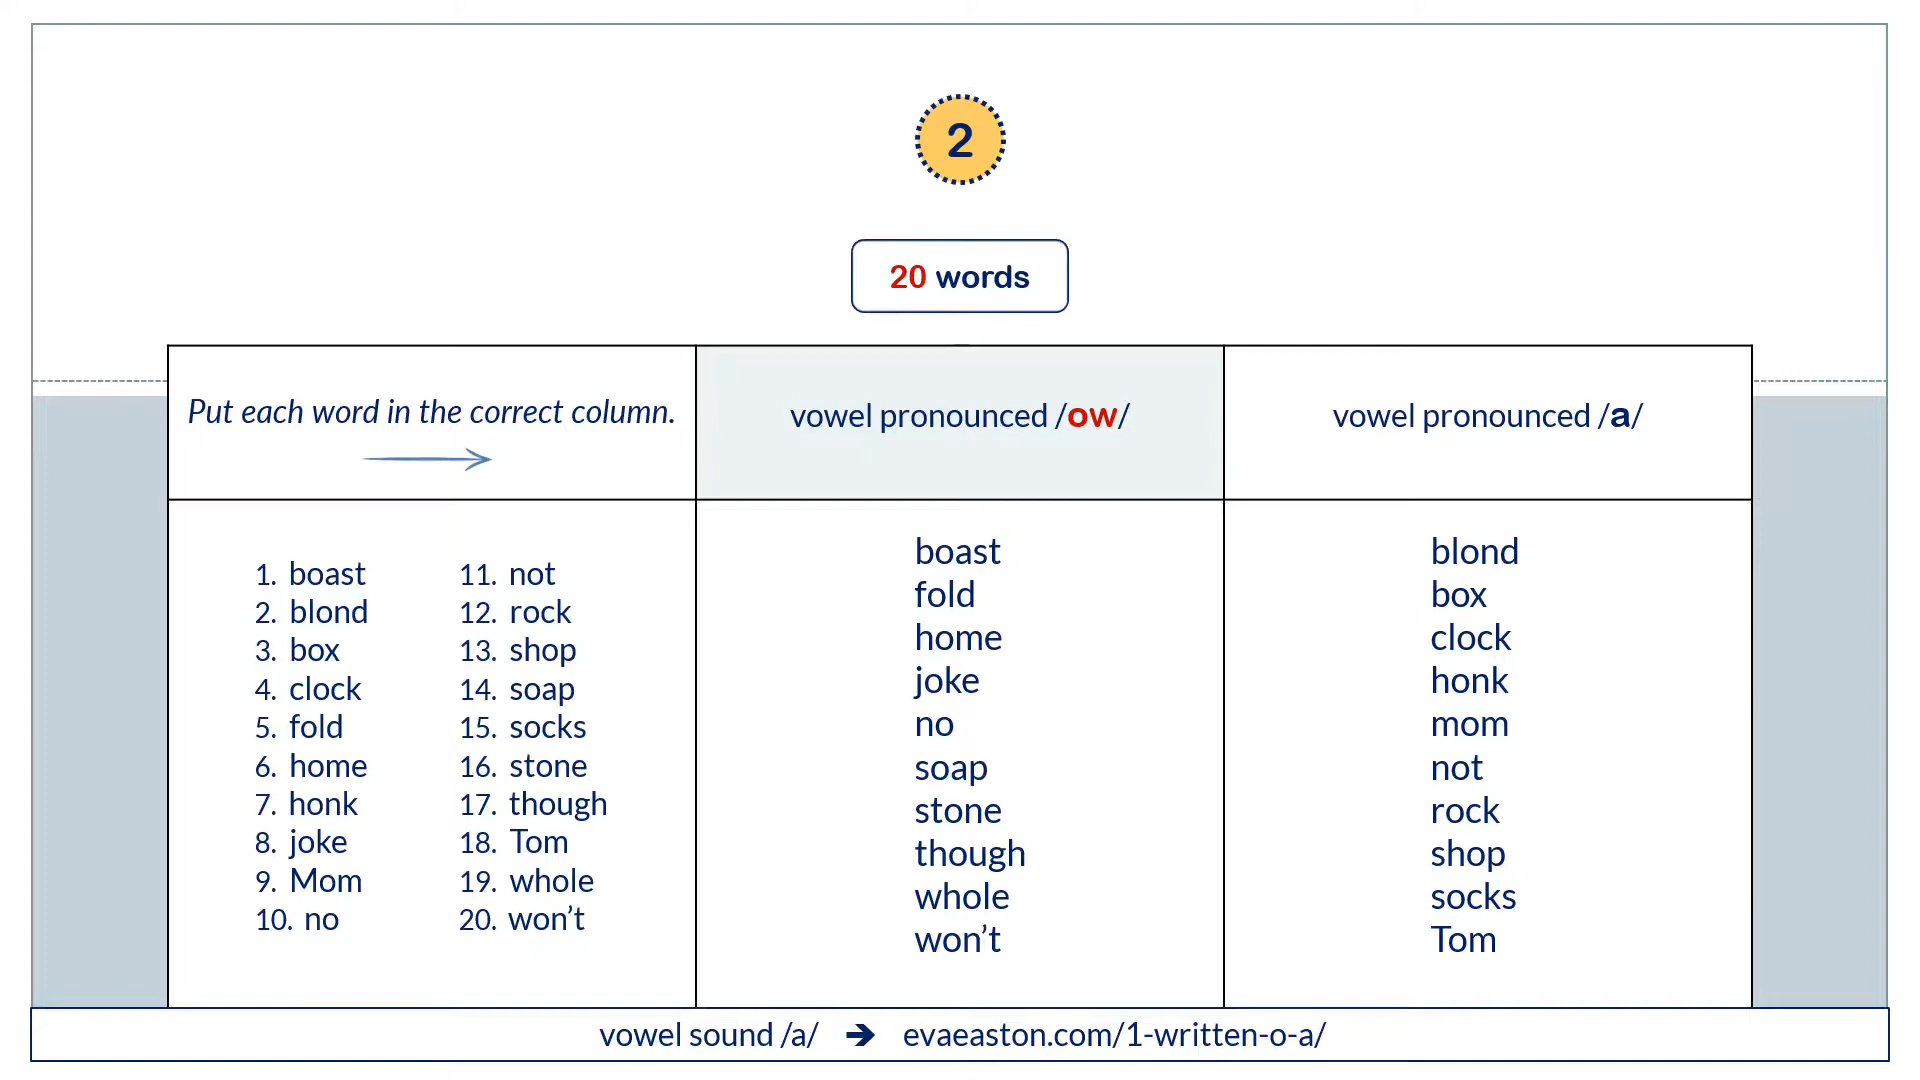 2
20 words
Put each word in the correct column.
vowel pronounced /ow/
vowel pronounced /a/
1. boast
2. blond
3. box
4. clock
5. fold
6. home
7. honk
8. joke
9. Mom
10. no
11. not
12. rock
13. shop
14. soap
15. socks
16. stone
17. though
18. Tom
19. whole
20. won’t
boast
fold
home
joke
no
soap
stone
though
whole
won’t
blond
box
clock
honk
mom
not
rock
shop
socks
Tom
vowel sound /a/ ➔ evaeaston.com/1-written-o-a/